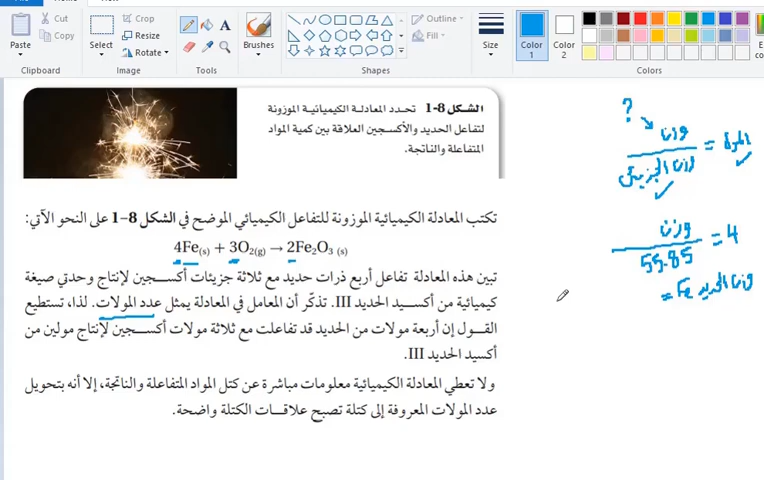 Paste
Select
Crop
Resize
Rotate
Brushes
Outline
Fill
Size
Color 1
Color 2
Cut
Copy
Clipboard
Image
Tools
Shapes
Colors
الشكل 8-1 تحدد المعادلة الكيميائية الموزونة
لتفاعل الحديد والأكسجين العلاقة بين كمية المواد
المتفاعلة والناتجة.
تكتب المعادلة الكيميائية الموزونة للتفاعل الكيميائي الموضح في الشكل 8-1 على النحو الآتي:
4Fe(s) + 3O2(g) → 2Fe2O3 (s)
تبين هذه المعادلة تفاعل أربع ذرات حديد مع ثلاثة جزيئات أكسجين لإنتاج وحدتي صيغة
كيميائية من أكسيد الحديد III. تذكّر أن المعامل في المعادلة يمثل عدد المولات. لذا، تستطيع
القول إن أربعة مولات من الحديد قد تفاعلت مع ثلاثة مولات أكسجين لإنتاج مولين من
أكسيد الحديد III.
ولا تعطي المعادلة الكيميائية معلومات مباشرة عن كتل المواد المتفاعلة والناتجة، إلا أنه بتحويل
عدد المولات المعروفة إلى كتلة تصبح علاقات الكتلة واضحة.
?
وزن
=
4 =
وزن
55.85
وزن الحديد Fe =